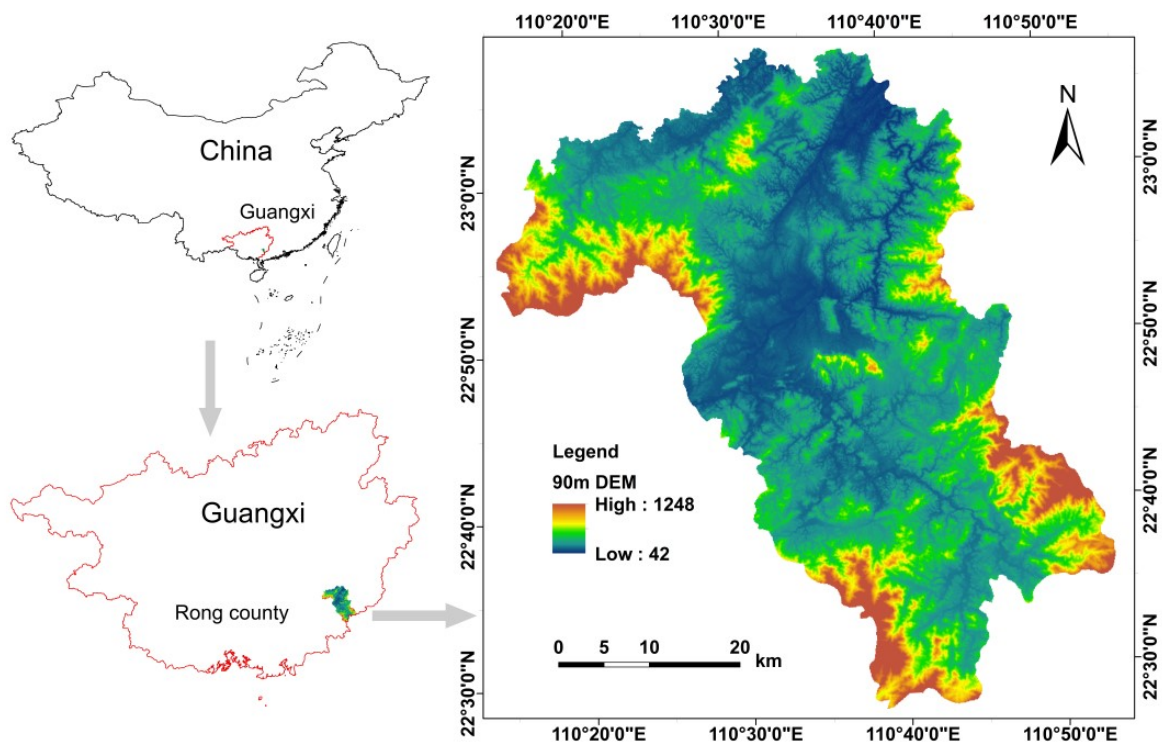 China
Guangxi
Guangxi
Rong county
110°20'0"E
110°30'0"E
110°40'0"E
110°50'0"E
23°0'0"N
22°50'0"N
22°40'0"N
22°30'0"N
N
23°0'0"N
22°50'0"N
22°40'0"N
22°30'0"N
Legend
90m DEM
High : 1248
Low : 42
0 5 10 20
km
110°20'0"E
110°30'0"E
110°40'0"E
110°50'0"E